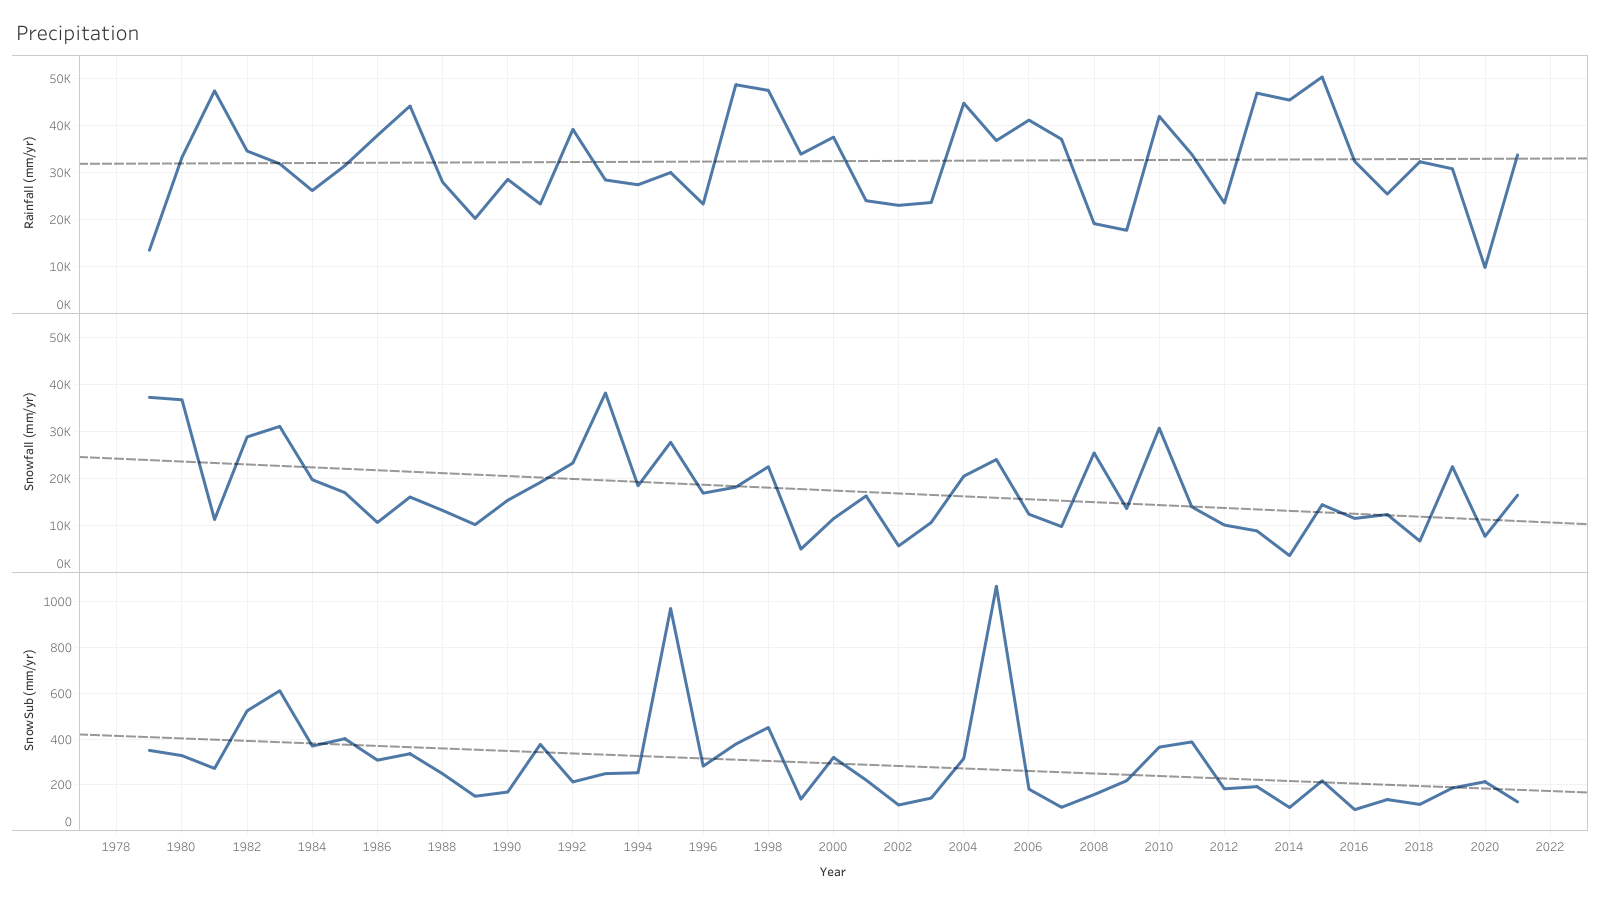 Precipitation
Rainfall (mm/yr)
50K
40K
30K
20K
10K
0K
Snowfall (mm/yr)
50K
40K
30K
20K
10K
0K
SnowSub (mm/yr)
1000
800
600
400
200
0
1978 1980 1982 1984 1986 1988 1990 1992 1994 1996 1998 2000 2002 2004 2006 2008 2010 2012 2014 2016 2018 2020 2022
Year